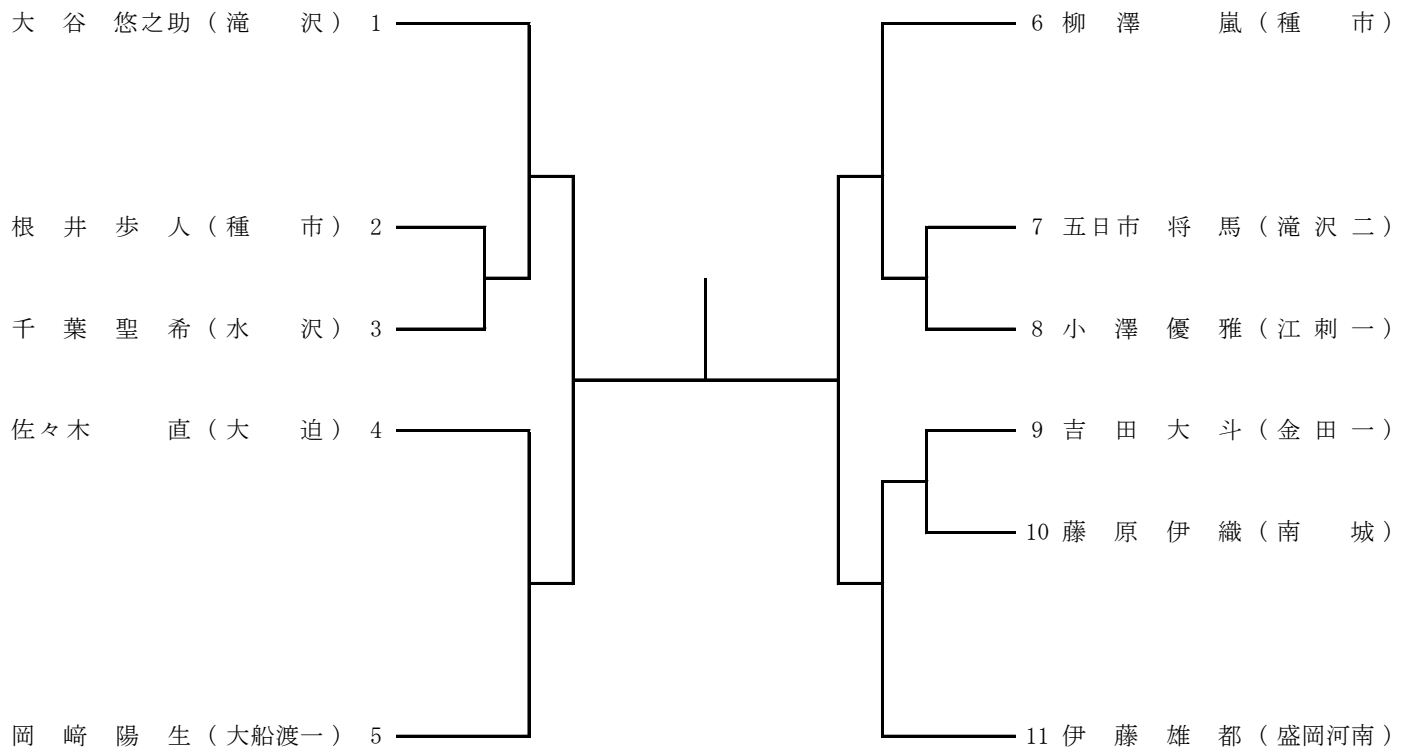 大谷 悠之助(滝沢) 1
根井歩人(種市) 2
千葉聖希(水沢) 3
佐々木 直(大迫) 4
岡﨑陽生(大船渡一) 5
6 柳澤 嵐(種市)
7 五日市 将馬(滝沢二)
8 小澤優雅(江刺一)
9 吉田大斗(金田一)
10 藤原伊織(南城)
11 伊藤雄都(盛岡河南)